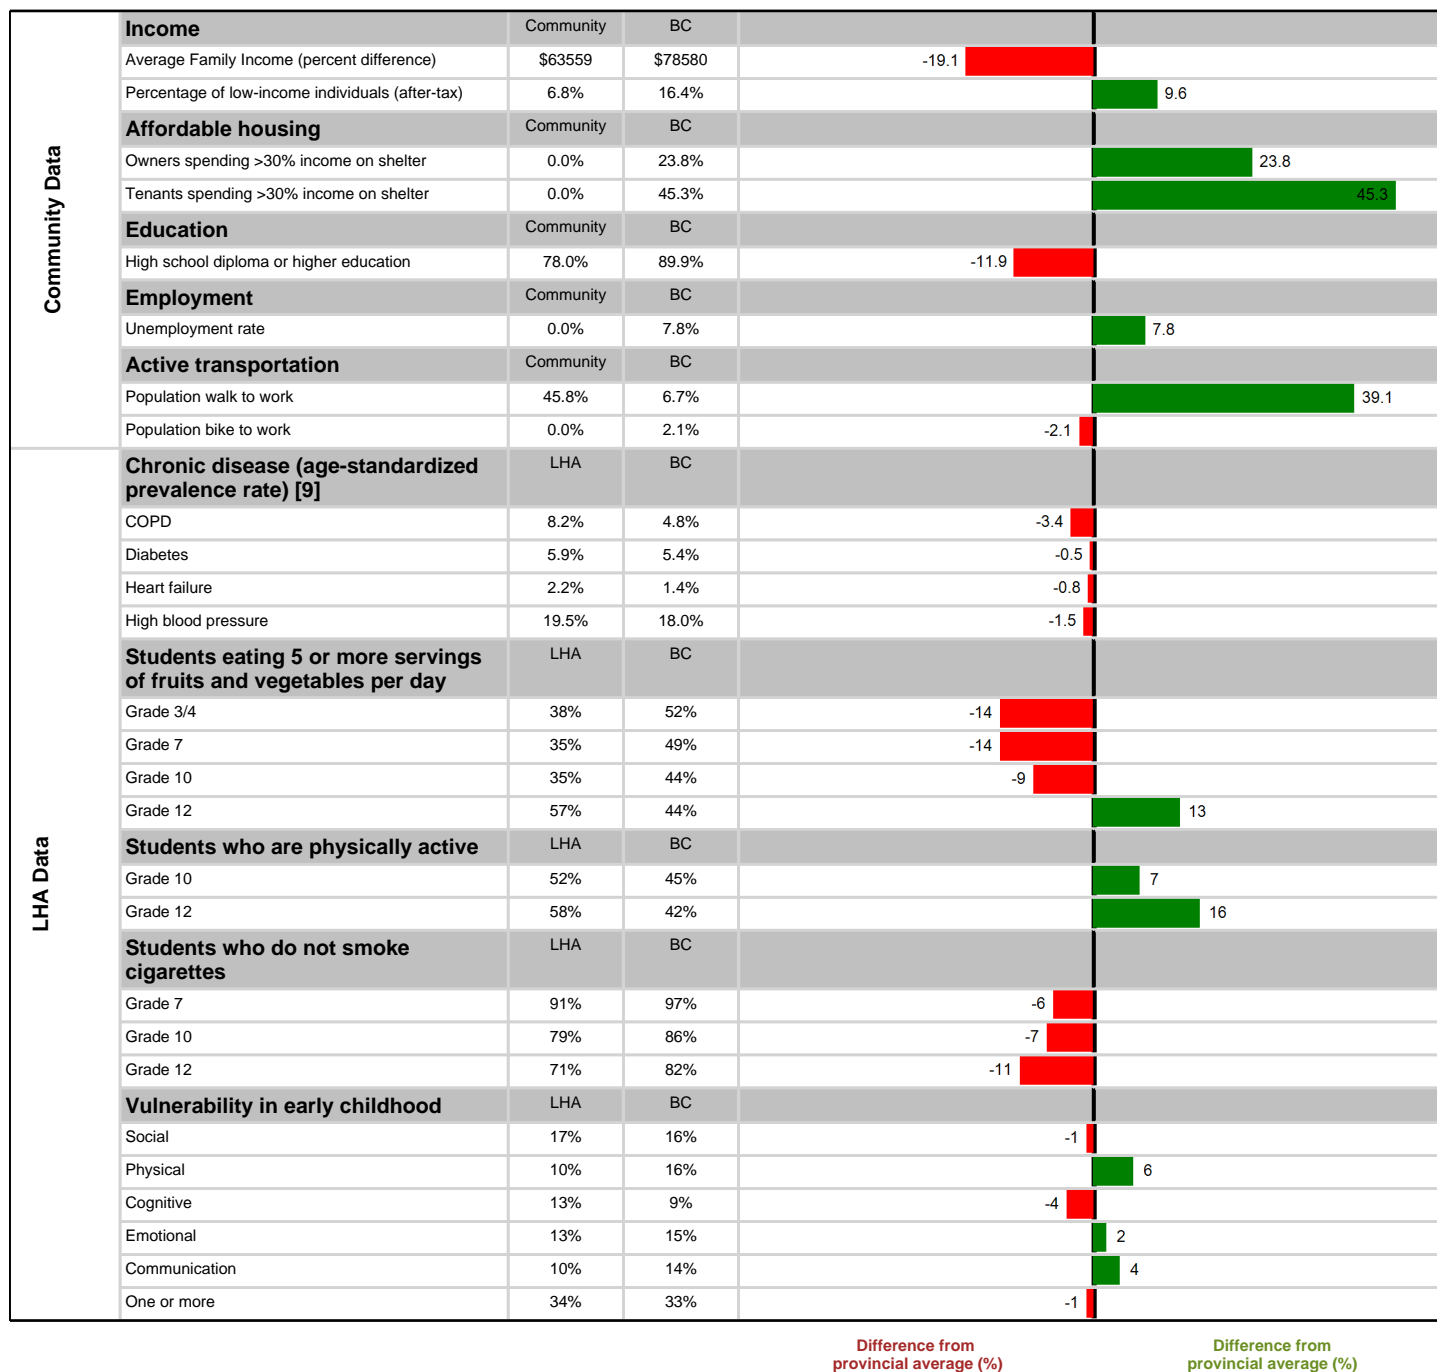 Income Community BC
Average Family Income (percent difference) $63559 $78580 -19.1
Percentage of low-income individuals (after-tax) 6.8% 16.4% 9.6
Affordable housing Community BC
Owners spending >30% income on shelter 0.0% 23.8% 23.8
Tenants spending >30% income on shelter 0.0% 45.3% 45.3
Education Community BC
High school diploma or higher education 78.0% 89.9% -11.9
Employment Community BC
Unemployment rate 0.0% 7.8% 7.8
Active transportation Community BC
Population walk to work 45.8% 6.7% 39.1
Population bike to work 0.0% 2.1% -2.1
Community Data
Chronic disease (age-standardized LHA BC
prevalence rate) [9]
COPD 8.2% 4.8% -3.4
Diabetes 5.9% 5.4% -0.5
Heart failure 2.2% 1.4% -0.8
High blood pressure 19.5% 18.0% -1.5
Students eating 5 or more servings LHA BC
of fruits and vegetables per day
Grade 3/4 38% 52% -14
Grade 7 35% 49% -14
Grade 10 35% 44% -9
Grade 12 57% 44% 13
Students who are physically active LHA BC
Grade 10 52% 45% 7
Grade 12 58% 42% 16
Students who do not smoke LHA BC
cigarettes
Grade 7 91% 97% -6
Grade 10 79% 86% -7
Grade 12 71% 82% -11
Vulnerability in early childhood LHA BC
Social 17% 16% -1
Physical 10% 16% 6
Cognitive 13% 9% -4
Emotional 13% 15% 2
Communication 10% 14% 4
One or more 34% 33% -1
LHA Data
Difference from
provincial average (%)
Difference from
provincial average (%)